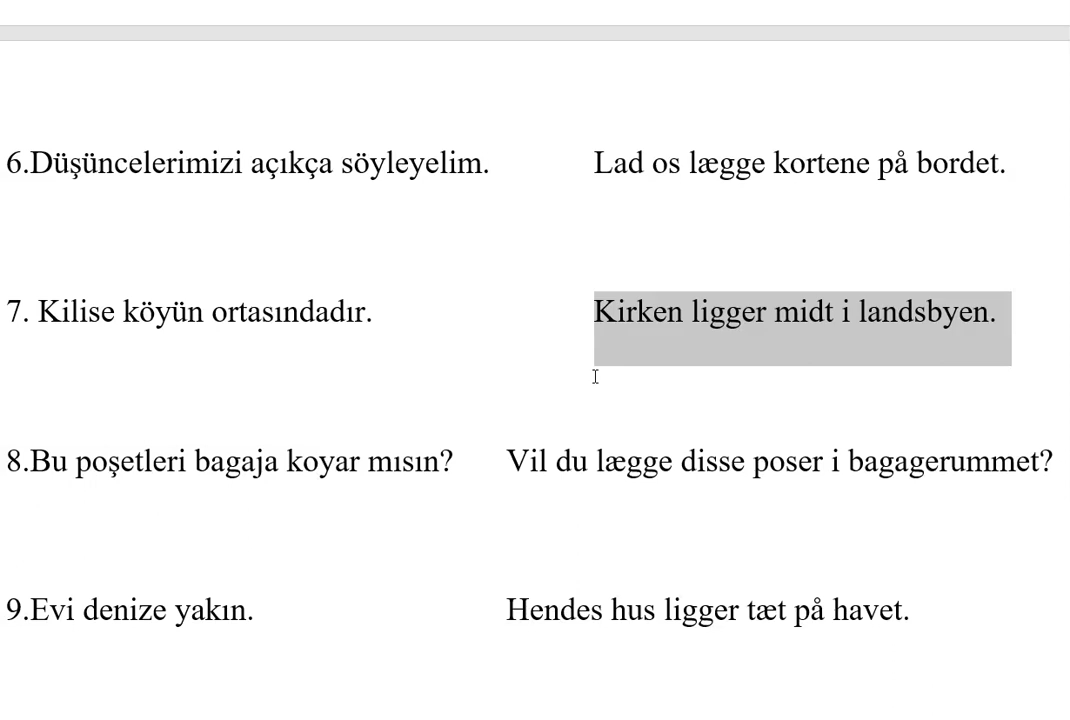 6.Düşüncelerimizi açıkça söyleyelim. Lad os lægge kortene på bordet.
7. Kilise köyün ortasındadır. Kirken ligger midt i landsbyen.
8.Bu poşetleri bagaja koyar mısın? Vil du lægge disse poser i bagagerummet?
9.Evi denize yakın. Hendes hus ligger tæt på havet.